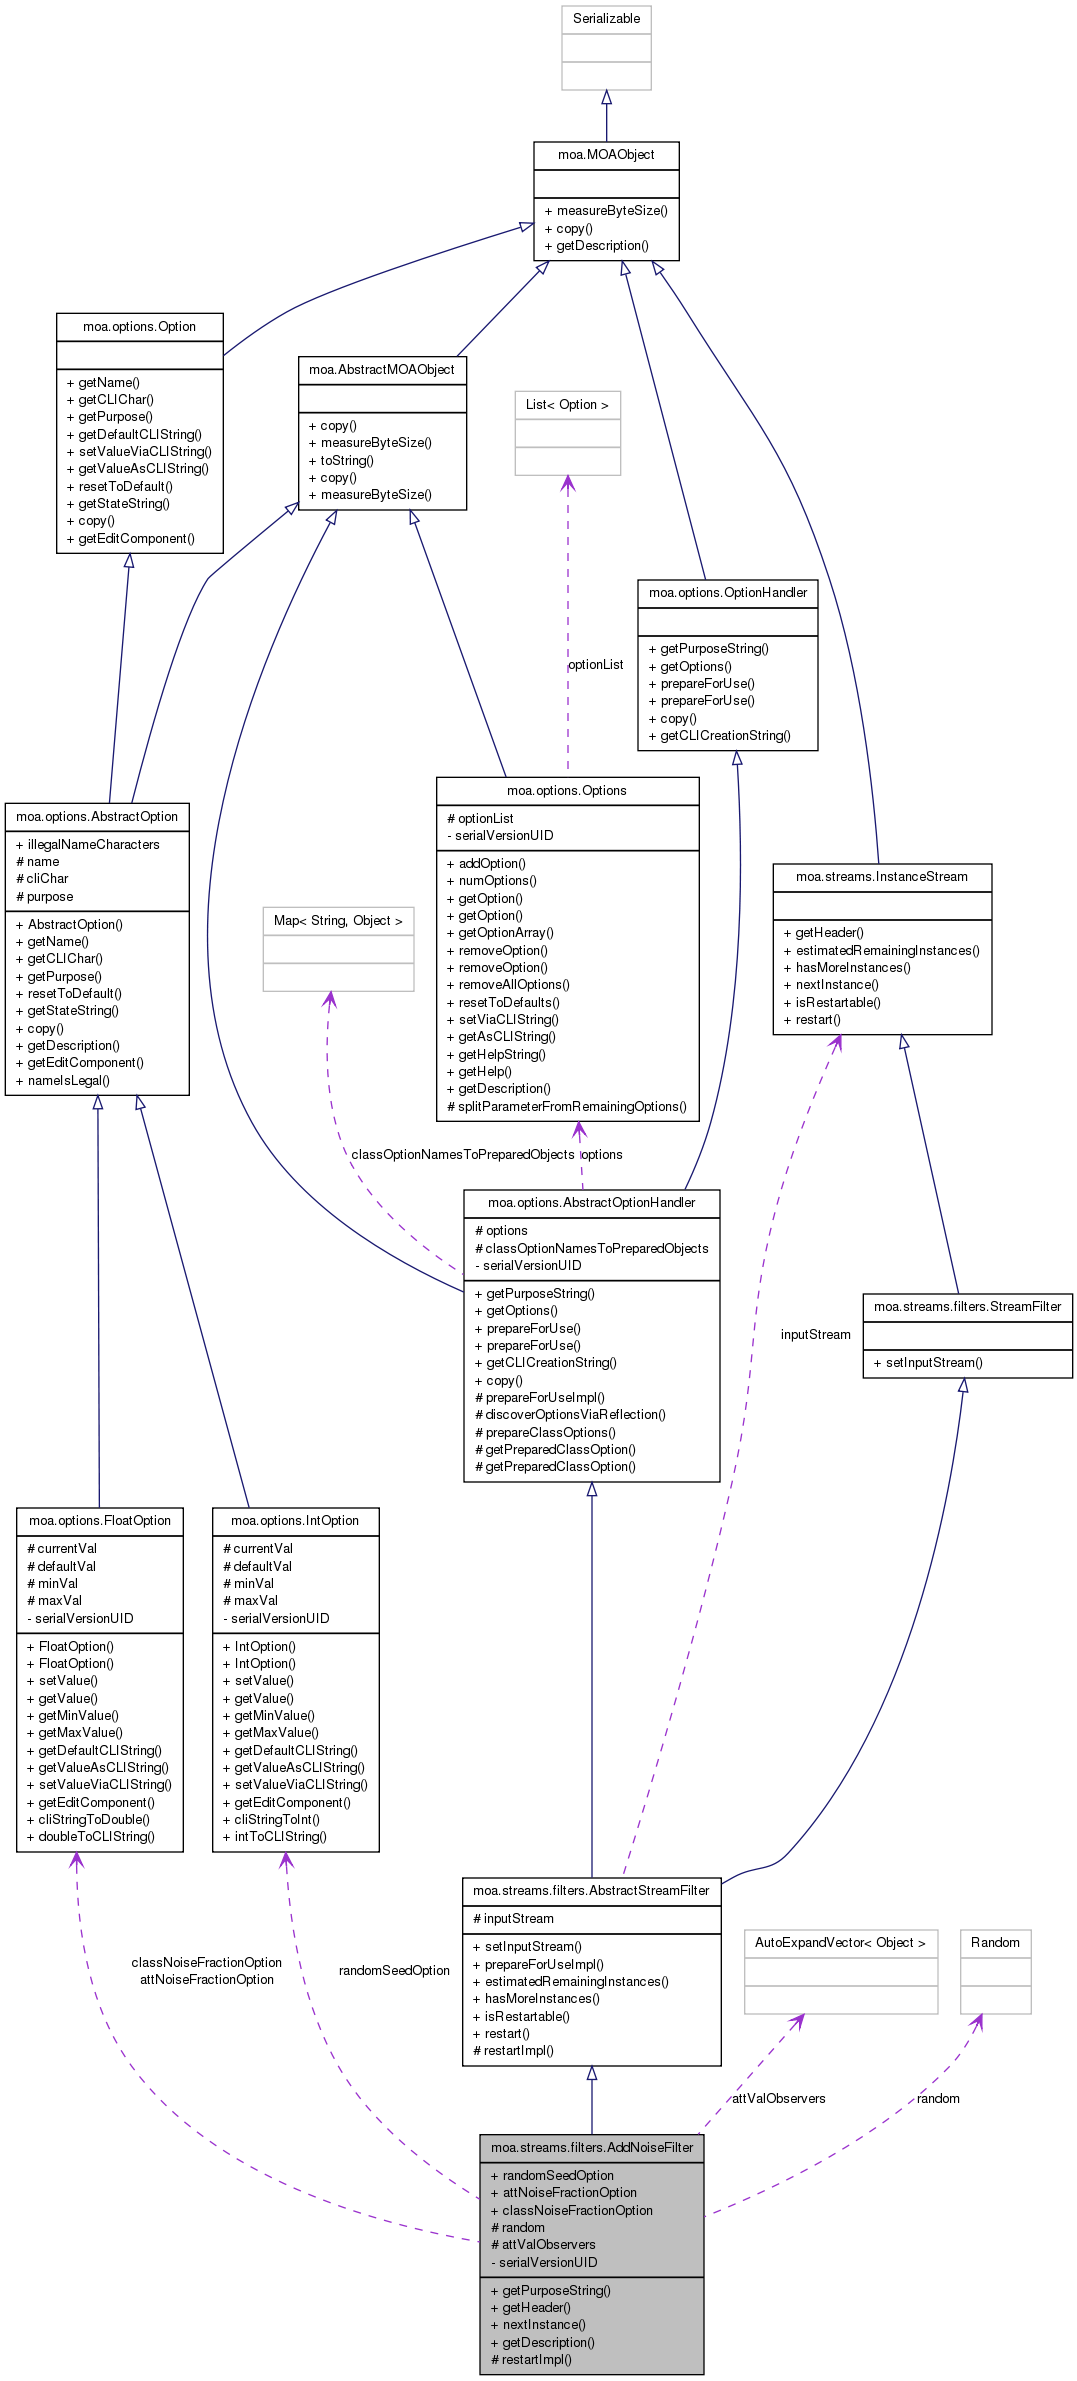 Serializable
moa.MOAObject
+ measureByteSize()
+ copy()
+ getDescription()
moa.options.Option
+ getName()
+ getCLIChar()
+ getPurpose()
+ getDefaultCLIString()
+ setValueViaCLIString()
+ getValueAsCLIString()
+ resetToDefault()
+ getStateString()
+ copy()
+ getEditComponent()
moa.AbstractMOAObject
+ copy()
+ measureByteSize()
+ toString()
+ copy()
+ measureByteSize()
List< Option >
optionList
moa.options.OptionHandler
+ getPurposeString()
+ getOptions()
+ prepareForUse()
+ prepareForUse()
+ copy()
+ getCLICreationString()
moa.options.AbstractOption
+ illegalNameCharacters
# name
# cliChar
# purpose
+ AbstractOption()
+ getName()
+ getCLIChar()
+ getPurpose()
+ resetToDefault()
+ getStateString()
+ copy()
+ getDescription()
+ getEditComponent()
+ nameIsLegal()
Map< String, Object >
moa.options.Options
# optionList
- serialVersionUID
+ addOption()
+ numOptions()
+ getOption()
+ getOption()
+ getOptionArray()
+ removeOption()
+ removeOption()
+ removeAllOptions()
+ resetToDefaults()
+ setViaCLIString()
+ getAsCLIString()
+ getHelpString()
+ getHelp()
+ getDescription()
# splitParameterFromRemainingOptions()
moa.streams.InstanceStream
+ getHeader()
+ estimatedRemainingInstances()
+ hasMoreInstances()
+ nextInstance()
+ isRestartable()
+ restart()
classOptionNamesToPreparedObjects
options
moa.options.AbstractOptionHandler
# options
# classOptionNamesToPreparedObjects
- serialVersionUID
+ getPurposeString()
+ getOptions()
+ prepareForUse()
+ prepareForUse()
+ getCLICreationString()
+ copy()
# prepareForUseImpl()
# discoverOptionsViaReflection()
# prepareClassOptions()
# getPreparedClassOption()
# getPreparedClassOption()
inputStream
moa.streams.filters.StreamFilter
+ setInputStream()
moa.options.FloatOption
# currentVal
# defaultVal
# minVal
# maxVal
- serialVersionUID
+ FloatOption()
+ FloatOption()
+ setValue()
+ getValue()
+ getMinValue()
+ getMaxValue()
+ getDefaultCLIString()
+ getValueAsCLIString()
+ setValueViaCLIString()
+ getEditComponent()
+ cliStringToDouble()
+ doubleToCLIString()
moa.options.IntOption
# currentVal
# defaultVal
# minVal
# maxVal
- serialVersionUID
+ IntOption()
+ IntOption()
+ setValue()
+ getValue()
+ getMinValue()
+ getMaxValue()
+ getDefaultCLIString()
+ getValueAsCLIString()
+ setValueViaCLIString()
+ getEditComponent()
+ cliStringToInt()
+ intToCLIString()
classNoiseFractionOption
attNoiseFractionOption
randomSeedOption
moa.streams.filters.AbstractStreamFilter
# inputStream
+ setInputStream()
+ prepareForUseImpl()
+ estimatedRemainingInstances()
+ hasMoreInstances()
+ isRestartable()
+ restart()
# restartImpl()
AutoExpandVector< Object >
Random
attValObservers
random
moa.streams.filters.AddNoiseFilter
+ randomSeedOption
+ attNoiseFractionOption
+ classNoiseFractionOption
# random
# attValObservers
- serialVersionUID
+ getPurposeString()
+ getHeader()
+ nextInstance()
+ getDescription()
# restartImpl()